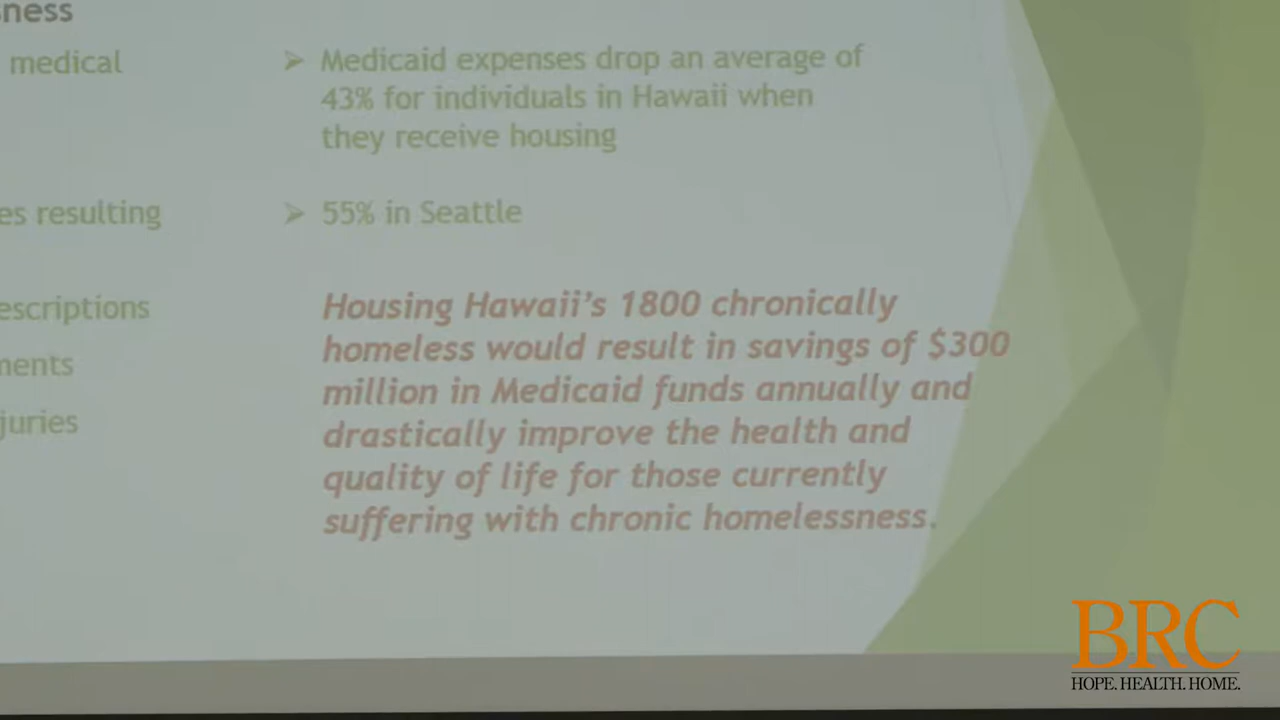 medical
es resulting
escriptions
ments
juries
Medicaid expenses drop an average of
43% for individuals in Hawaii when
they receive housing
55% in Seattle
Housing Hawaii's 1800 chronically
homeless would result in savings of $300
million in Medicaid funds annually and
drastically improve the health and
quality of life for those currently
suffering with chronic homelessness.
BRC
HOPE. HEALTH. HOME.